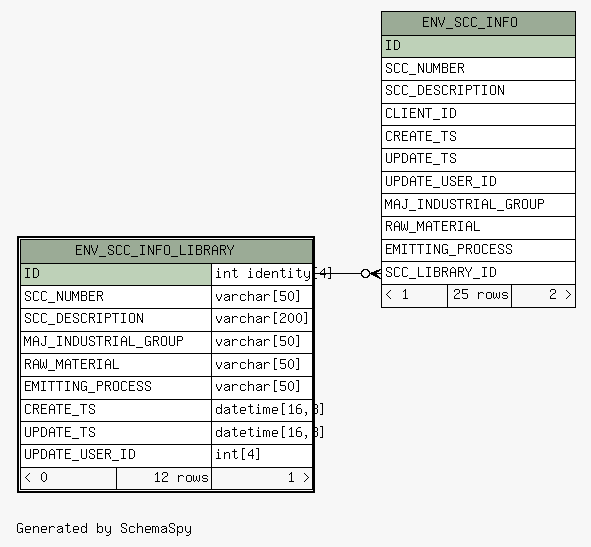 ENV_SCC_INFO
ID
SCC_NUMBER
SCC_DESCRIPTION
CLIENT_ID
CREATE_TS
UPDATE_TS
UPDATE_USER_ID
MAJ_INDUSTRIAL_GROUP
RAW_MATERIAL
EMITTING_PROCESS
SCC_LIBRARY_ID
< 1 25 rows 2 >
ENV_SCC_INFO_LIBRARY
ID int identity[4]
SCC_NUMBER varchar[50]
SCC_DESCRIPTION varchar[200]
MAJ_INDUSTRIAL_GROUP varchar[50]
RAW_MATERIAL varchar[50]
EMITTING_PROCESS varchar[50]
CREATE_TS datetime[16,3]
UPDATE_TS datetime[16,3]
UPDATE_USER_ID int[4]
< 0 12 rows 1 >
Generated by SchemaSpy